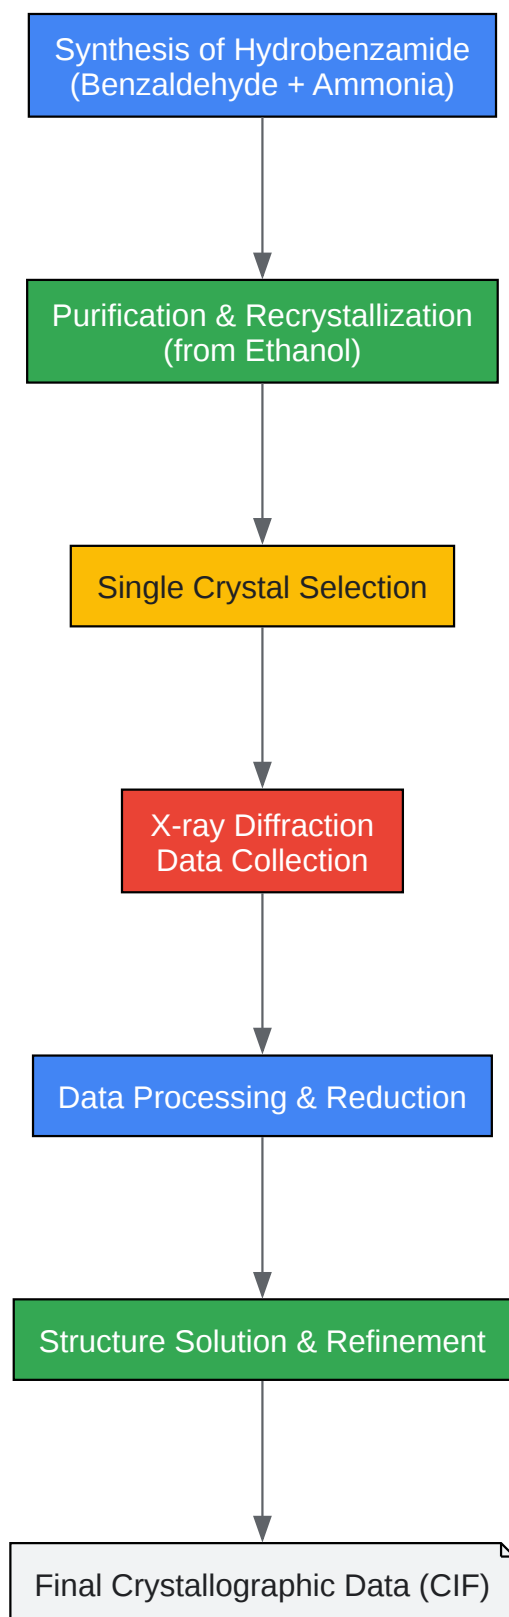 Synthesis of Hydrobenzamide
(Benzaldehyde + Ammonia)
Purification & Recrystallization
(from Ethanol)
Single Crystal Selection
X-ray Diffraction
Data Collection
Data Processing & Reduction
Structure Solution & Refinement
Final Crystallographic Data (CIF)